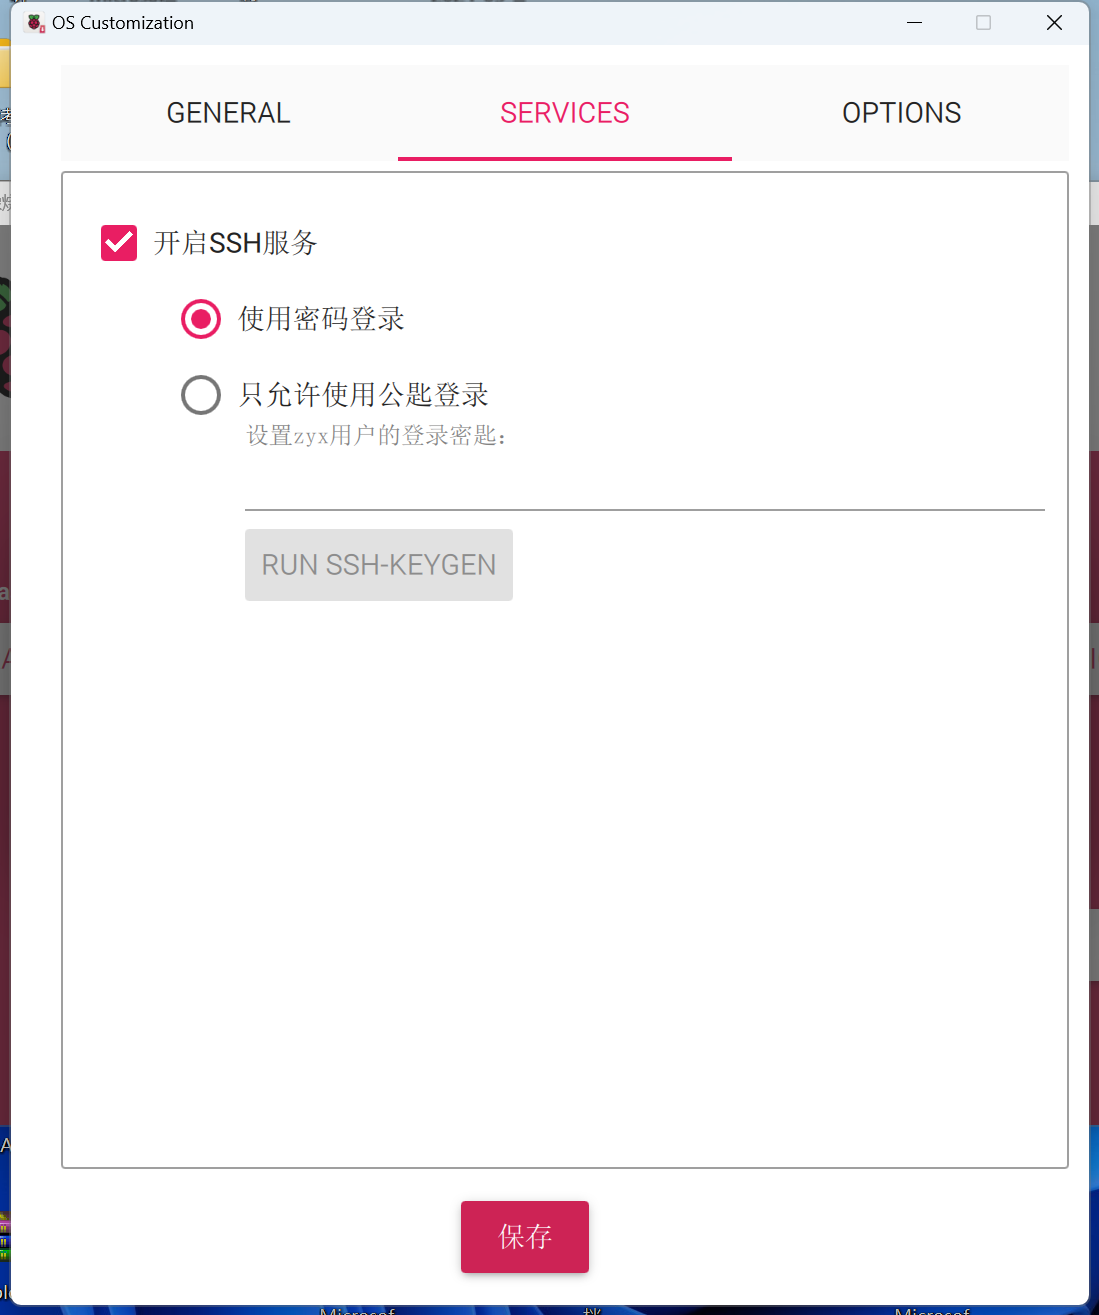 OS Customization
GENERAL
SERVICES
OPTIONS
开启SSH服务
使用密码登录
只允许使用公匙登录
设置zyx用户的登录密匙：
RUN SSH-KEYGEN
保存